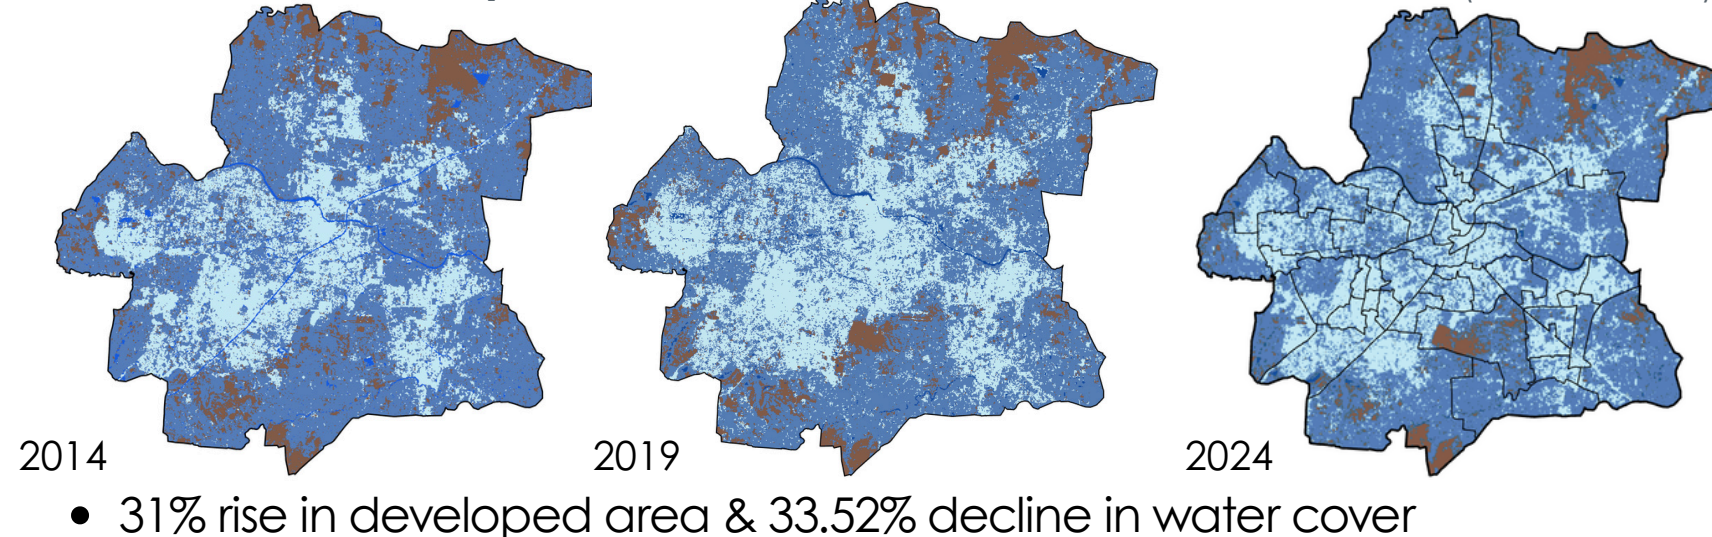 2014
2019
2024
• 31% rise in developed area & 33.52% decline in water cover